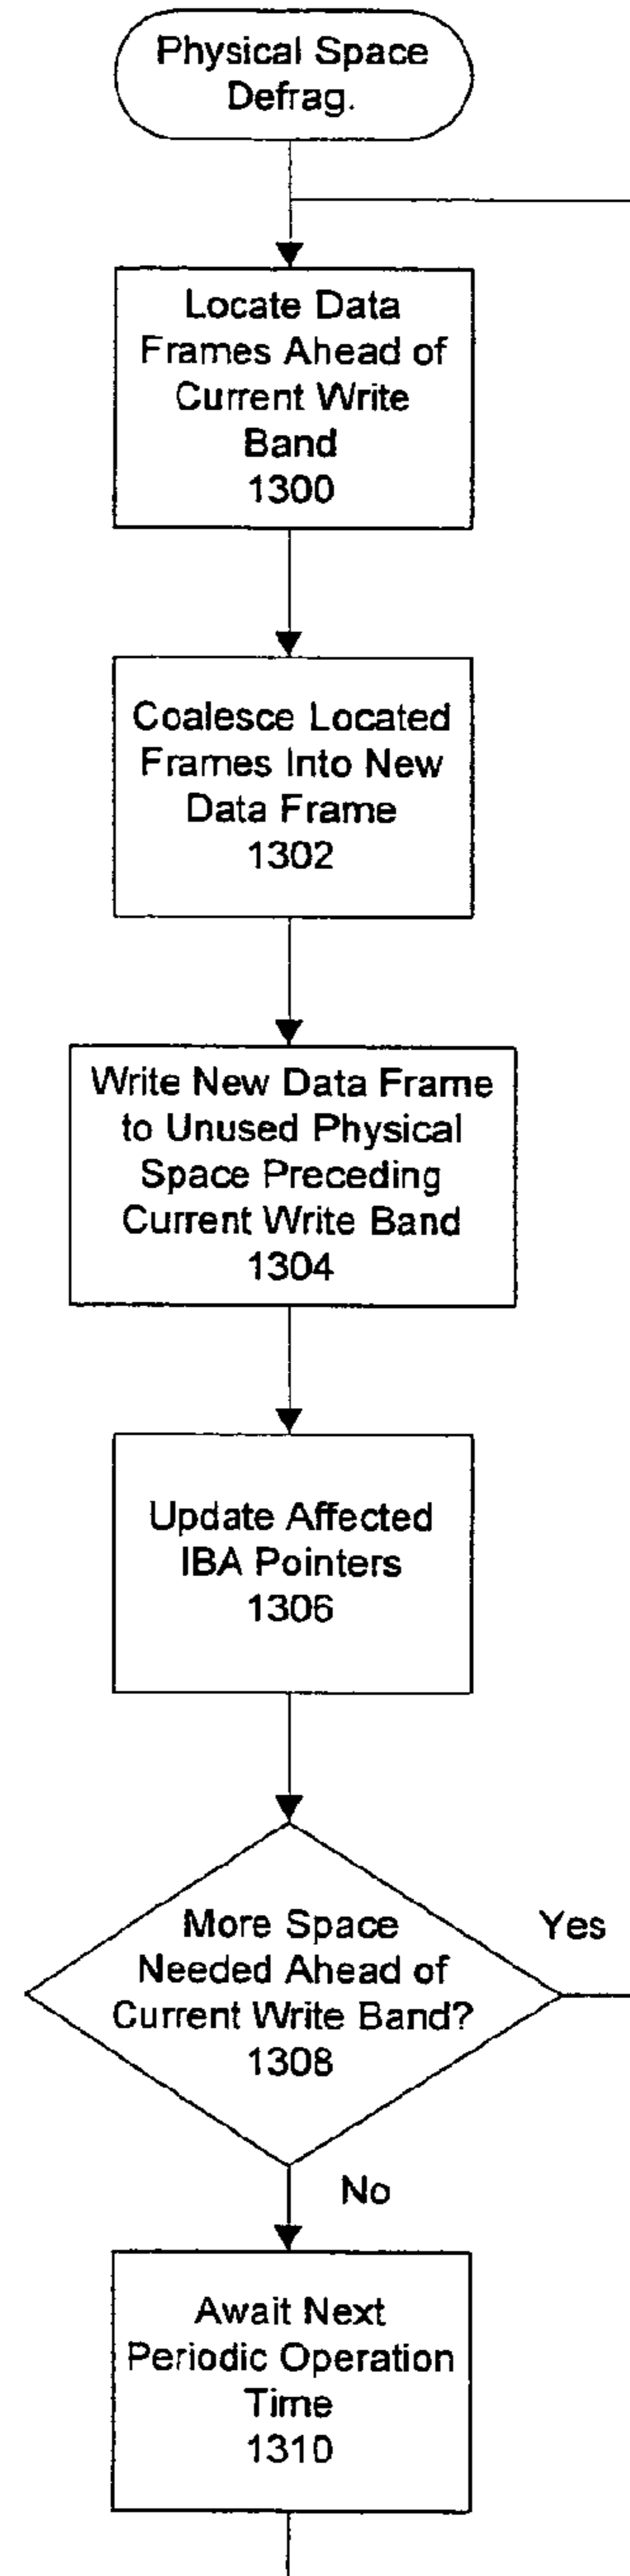 Physical Space
Defrag.
Locate Data
Frames Ahead of
Current Write
Band
1300
Coalesce Located
Frames Into New
Data Frame
1302
Write New Data Frame
to Unused Physical
Space Preceding
Current Write Band
1304
Update Affected
IBA Pointers
1306
More Space
Needed Ahead of
Current Write Band?
1308
Yes
No
Await Next
Periodic Operation
Time
1310